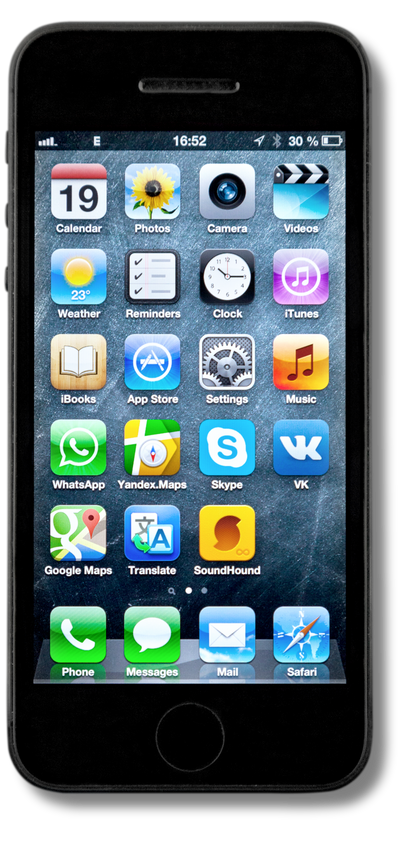 E 16:52 30 %
19
Calendar Photos Camera Videos
23°
Weather Reminders Clock iTunes
iBooks App Store Settings Music
WhatsApp Yandex.Maps Skype VK
Google Maps Translate SoundHound
Phone Messages Mail Safari